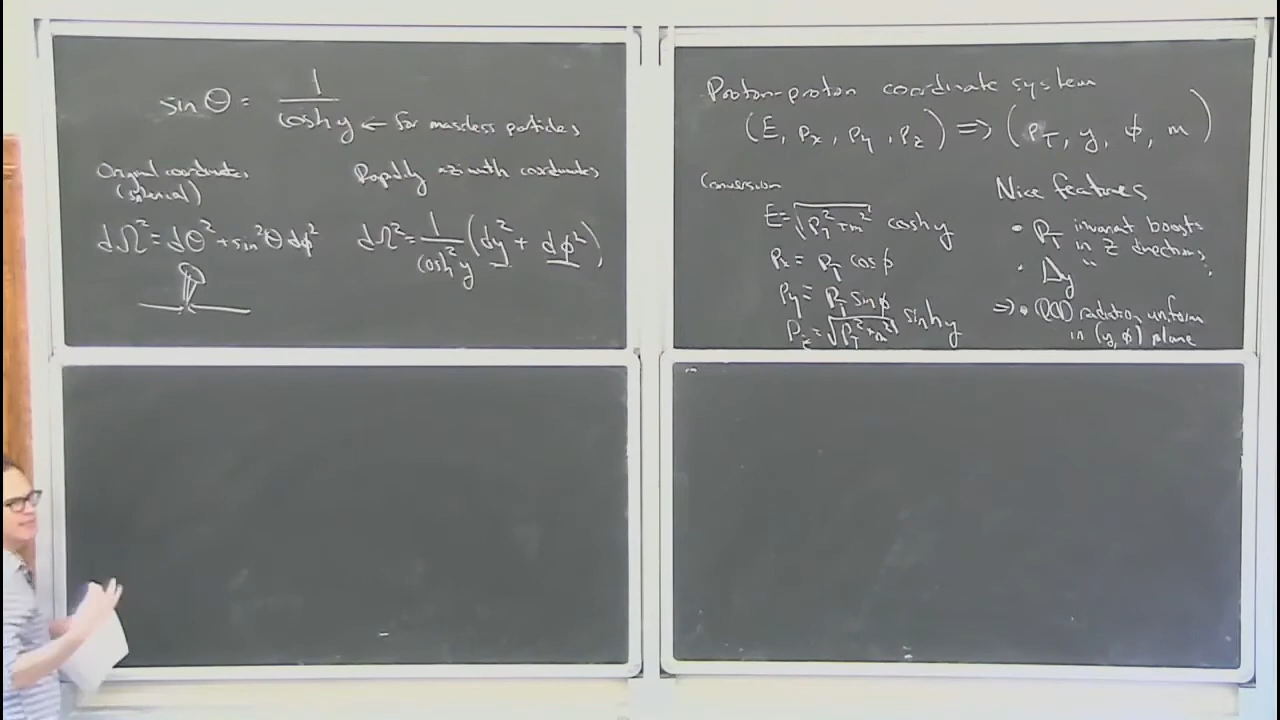 sin θ = 1/cosh y ← for massless particles
Original coordinates
(spherical)
dΩ² = dθ² + sin²θ dϕ²
Rapidity azimuth coordinates
dΩ² = 1/cosh²y (dy² + dϕ²)
Proton-proton coordinate system
(E, Px, Py, Pz) ⇒ (PT, y, ϕ, m)
Conversion
E = √(PT² + m²) cosh y
Px = PT cos ϕ
Py = PT sin ϕ
Pz = √(PT² + m²) sinh y
Nice features
• PT invariant boosts
in z directions
• Δy " ;
⇒ • QCD radiation uniform
in (y, ϕ) plane